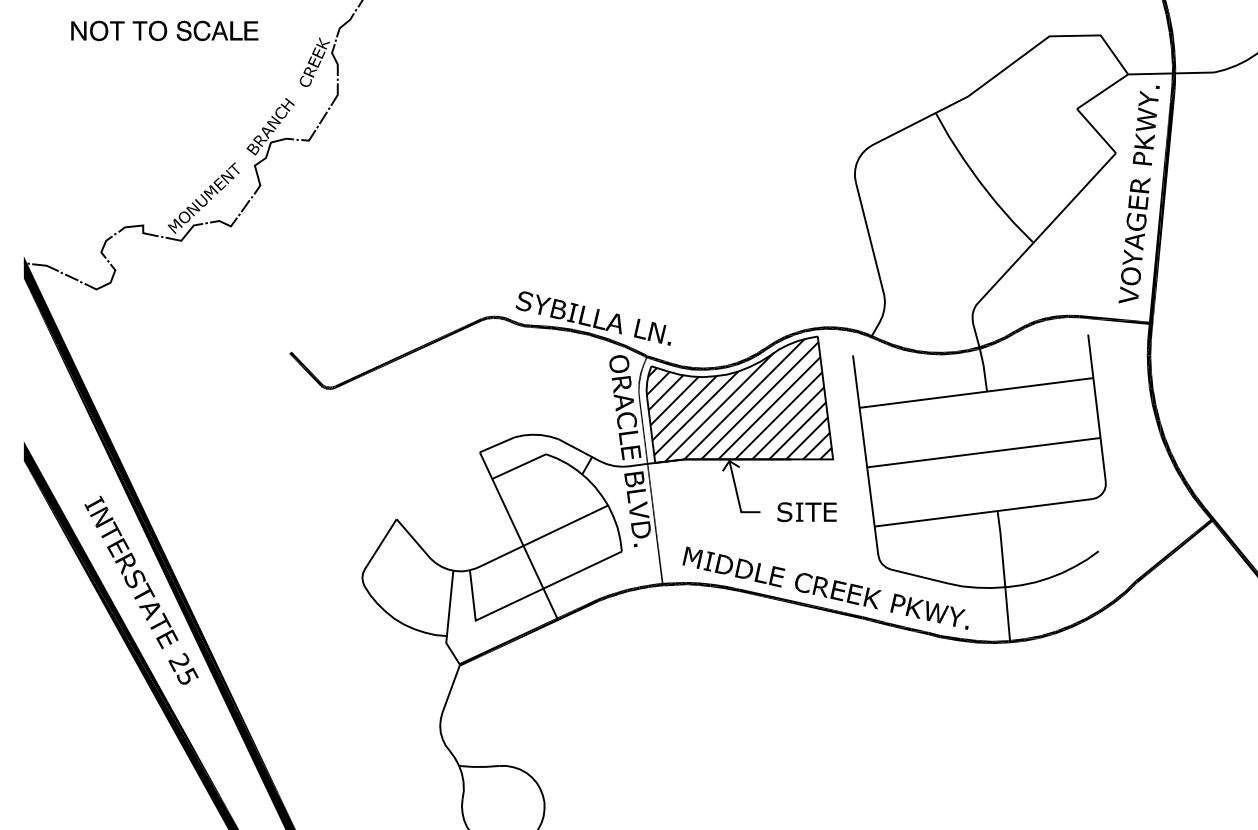 NOT TO SCALE
MONUMENT BRANCH CREEK
VOYAGER PKWY.
SYBILLA LN.
ORACLE BLVD.
SITE
INTERSTATE 25
MIDDLE CREEK PKWY.